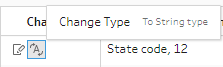 Cha
Change Type To String type
State code, 12